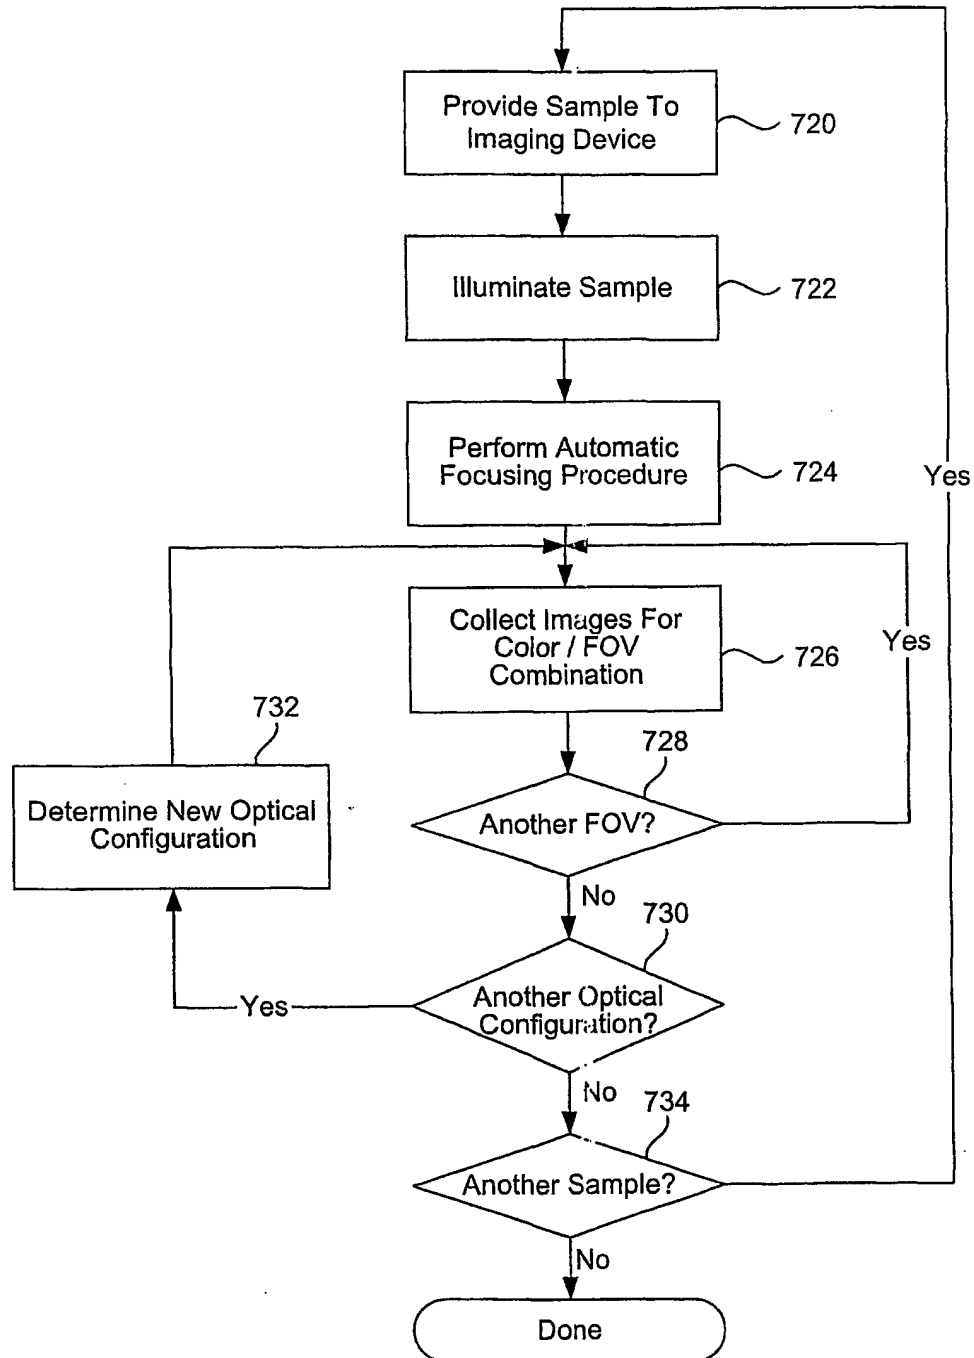 Provide Sample To
Imaging Device
720
Illuminate Sample
722
Perform Automatic
Focusing Procedure
724
Yes
Collect Images For
Color / FOV
Combination
726
Yes
732
Determine New Optical
Configuration
728
Another FOV?
No
730
Another Optical
Configuration?
Yes
No
734
Another Sample?
No
Done